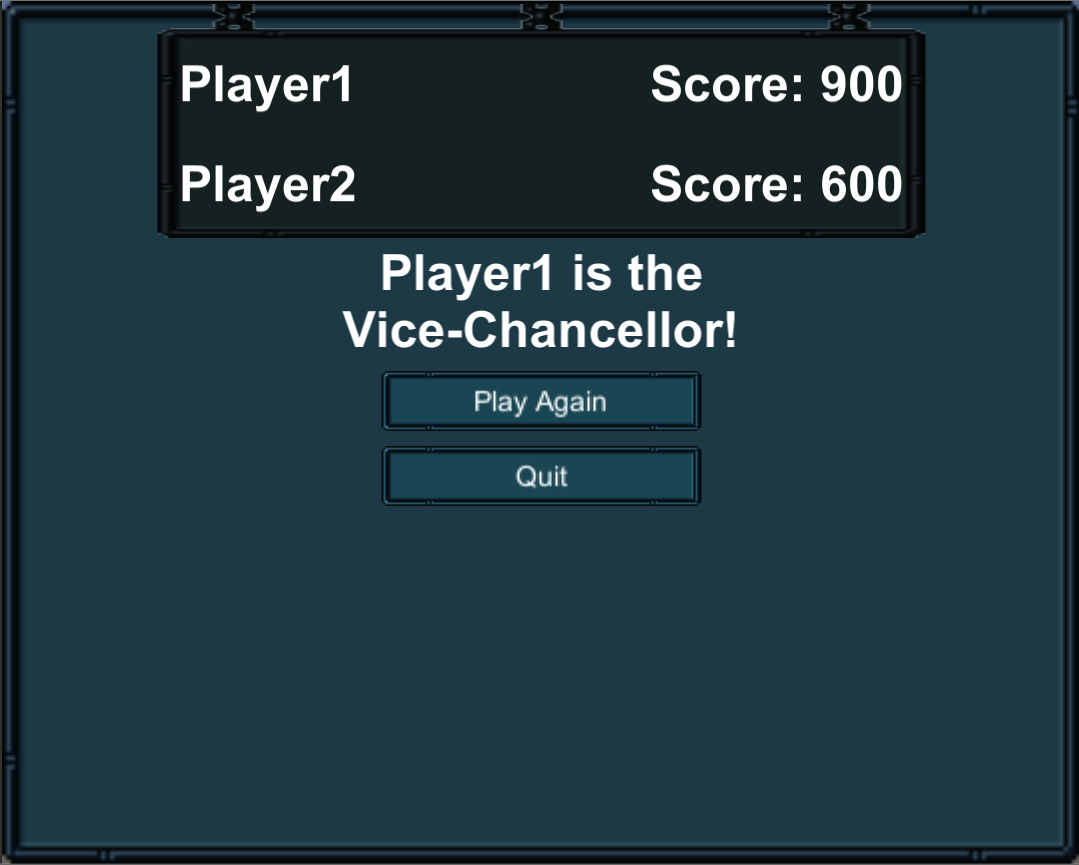 Player1 Score: 900
Player2 Score: 600
Player1 is the
Vice-Chancellor!
Play Again
Quit